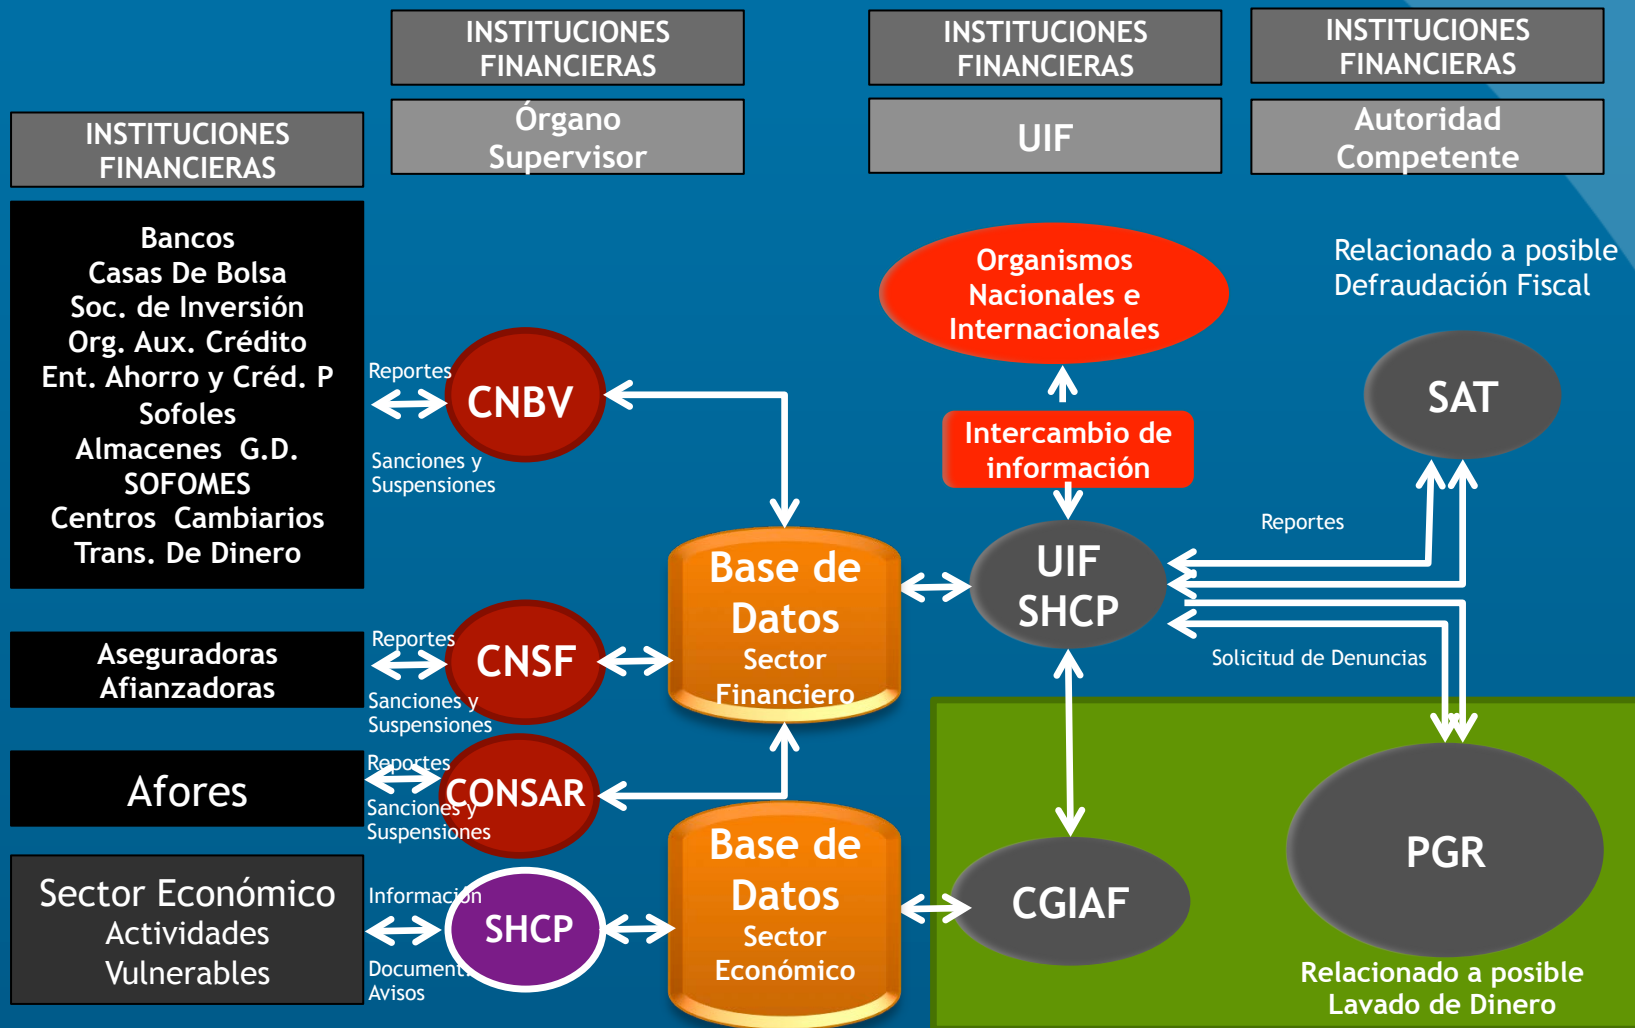 INSTITUCIONES
FINANCIERAS
INSTITUCIONES
FINANCIERAS
INSTITUCIONES
FINANCIERAS
Órgano
Supervisor
UIF
Autoridad
Competente
INSTITUCIONES
FINANCIERAS
Bancos
Casas De Bolsa
Soc. de Inversión
Org. Aux. Crédito
Ent. Ahorro y Créd. P
Sofoles
Almacenes G.D.
SOFOMES
Centros Cambiarios
Trans. De Dinero
Reportes
CNBV
Sanciones y
Suspensiones
Organismos
Nacionales e
Internacionales
Intercambio de
información
Relacionado a posible
Defraudación Fiscal
SAT
Reportes
Base de
Datos
Sector
Financiero
UIF
SHCP
Aseguradoras
Afianzadoras
Reportes
CNSF
Sanciones y
Suspensiones
Solicitud de Denuncias
Afores
Reportes
CONSAR
Sanciones y
Suspensiones
Sector Económico
Actividades
Vulnerables
Información
SHCP
Document.
Avisos
Base de
Datos
Sector
Económico
CGIAF
PGR
Relacionado a posible
Lavado de Dinero